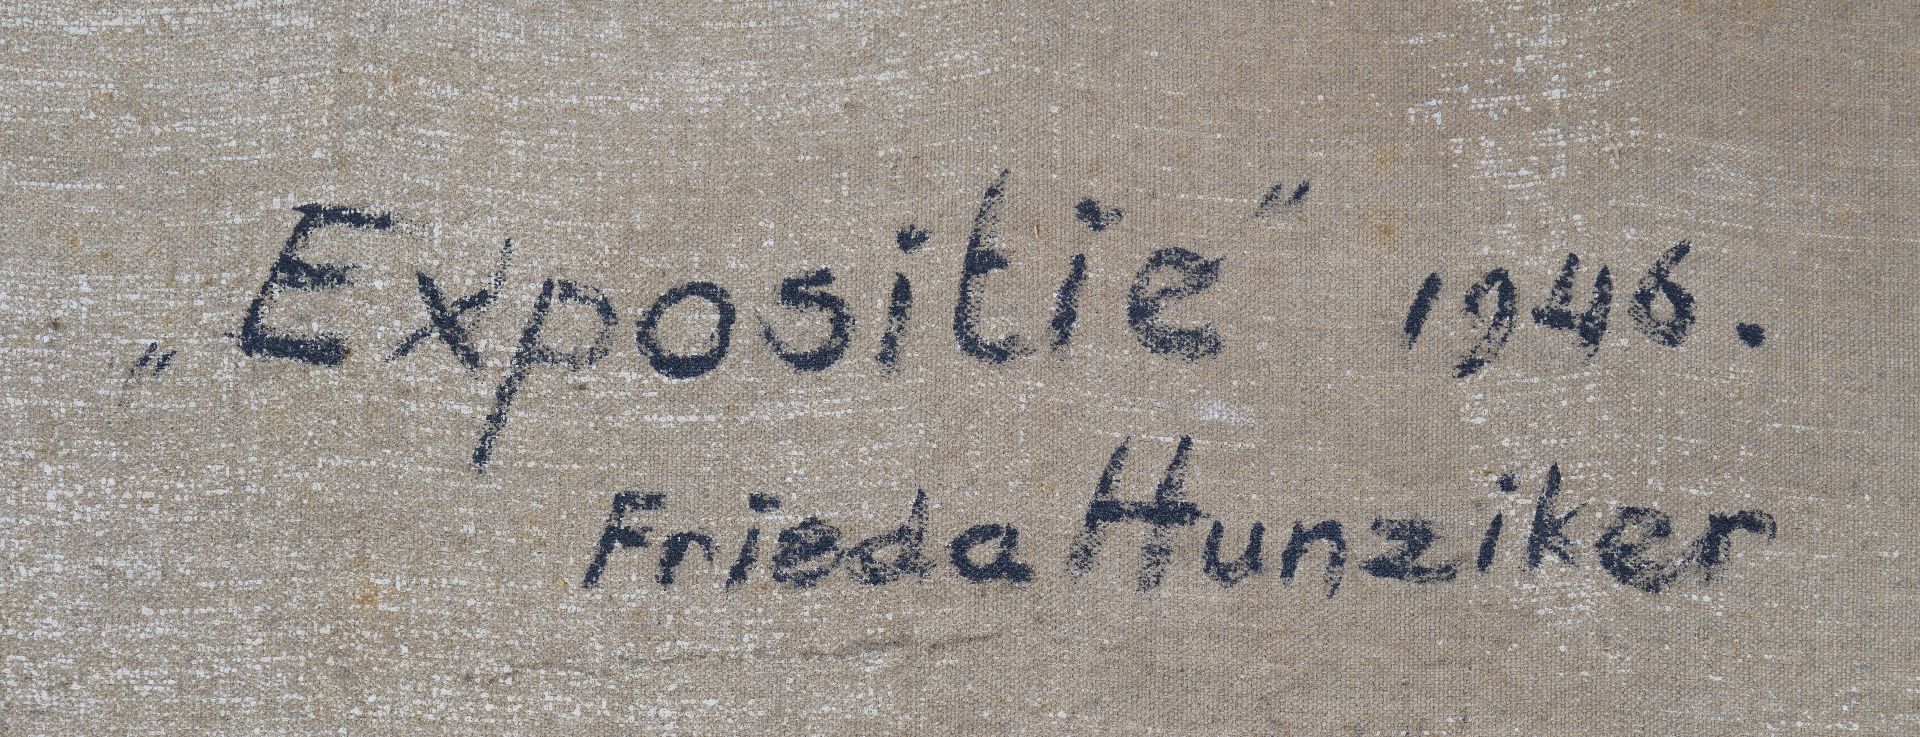 „Expositie” 1946.
Frieda Hunziker